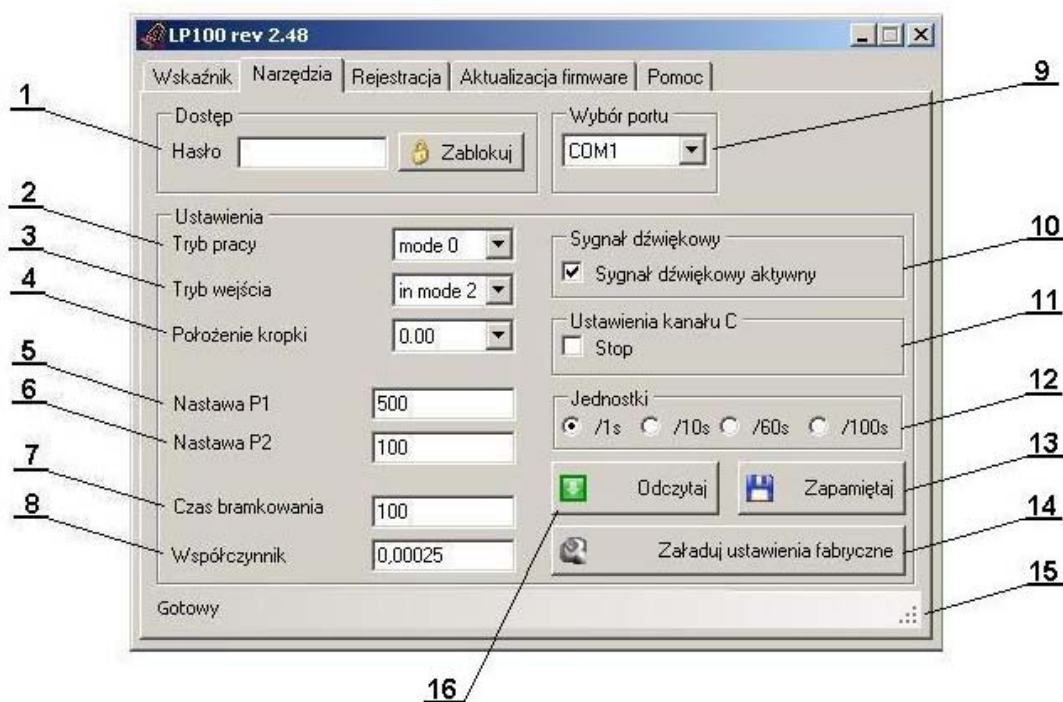 LP100 rev 2.48
Wskaźnik Narzędzia Rejestracja Aktualizacja firmware Pomoc
1
Dostęp
Hasło Zablokuj
Wybór portu
COM1
9
Ustawienia
2
Tryb pracy mode 0
3
Tryb wejścia in mode 2
4
Położenie kropki 0.00
5
Nastawa P1 500
6
Nastawa P2 100
7
Czas bramkowania 100
8
Współczynnik 0,00025
Sygnał dźwiękowy
Sygnał dźwiękowy aktywny
10
Ustawienia kanału C
Stop
11
Jednostki
/1s /10s /60s /100s
12
Odczytaj Zapamiętaj
13
Załaduj ustawienia fabryczne
14
Gotowy
15
16